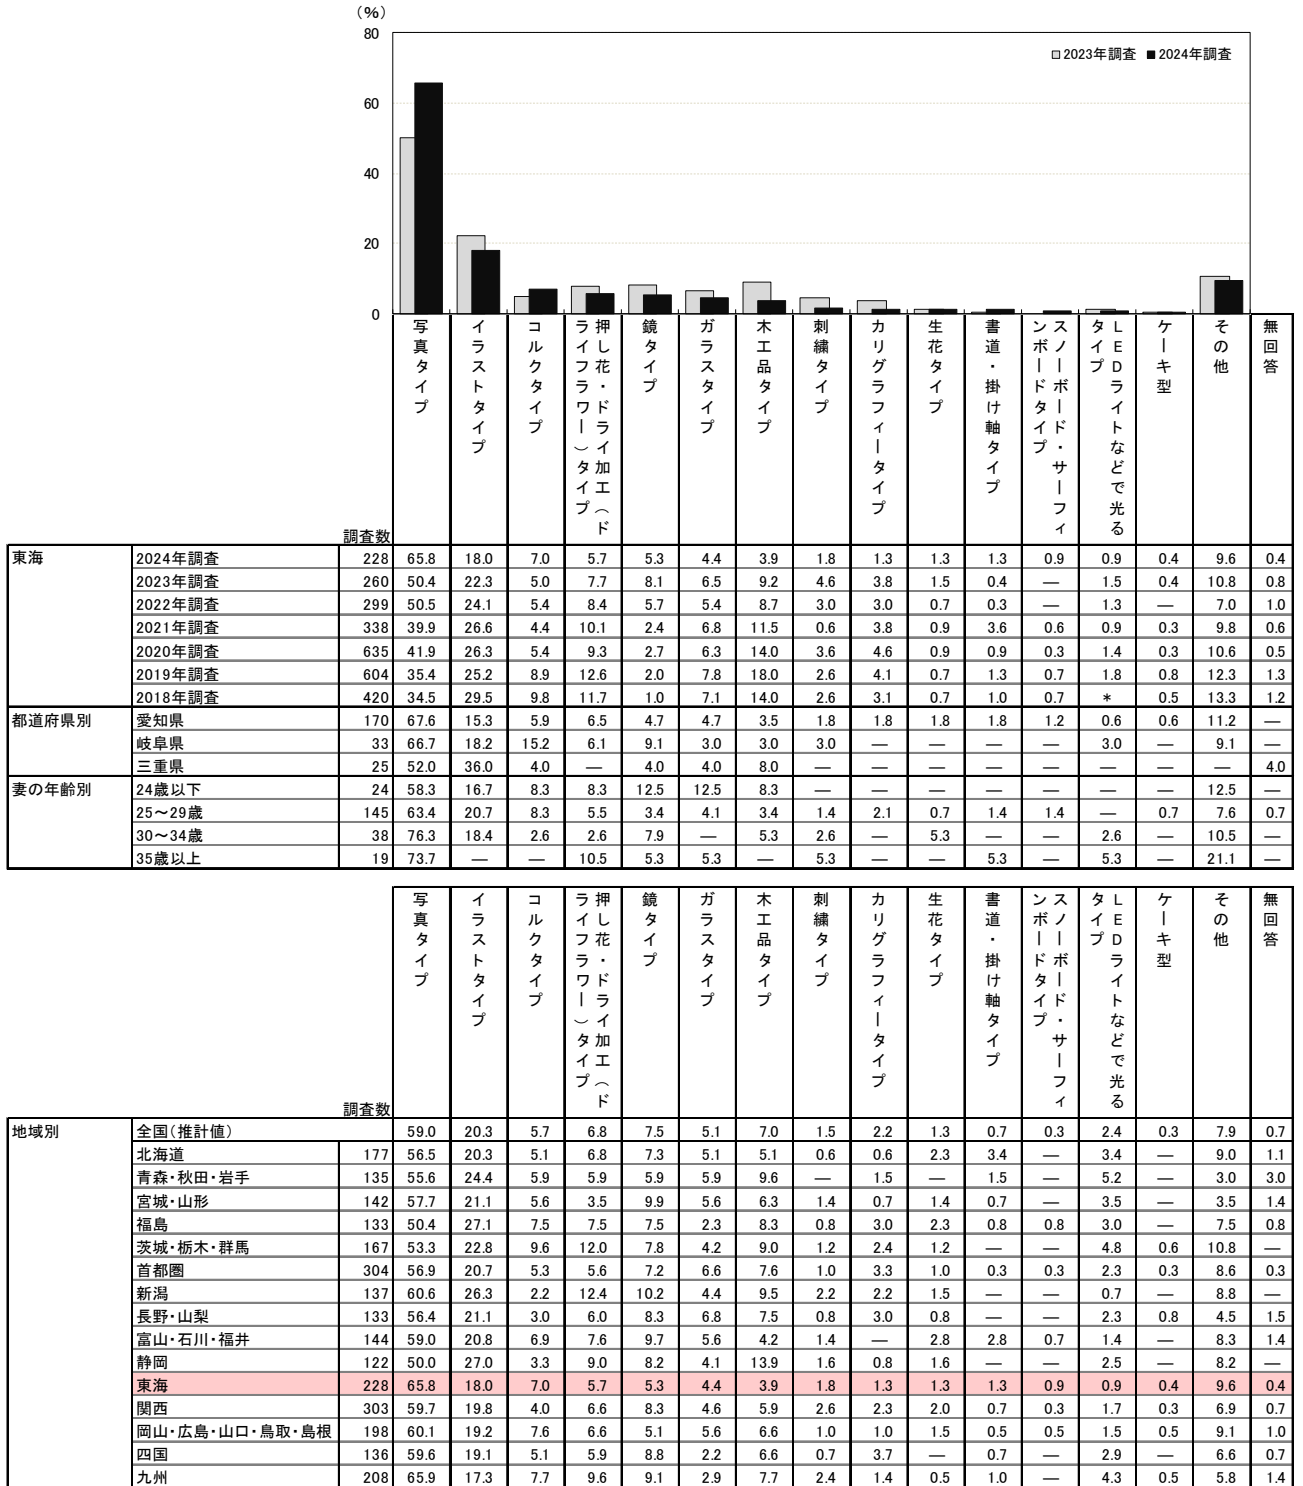 (%)
80
60
40
20
0
2023年調査 2024年調査
調査数 写真タイプ イラストタイプ コルクタイプ 押し花・ドライ加工(ドライフラワー)タイプ 鏡タイプ ガラスタイプ 木工品タイプ 刺繍タイプ カリグラフィータイプ 生花タイプ 書道・掛け軸タイプ スノーボード・サーフィンボードタイプ LEDライトなどで光るタイプ ケーキ型 その他 無回答
東海 2024年調査 228 65.8 18.0 7.0 5.7 5.3 4.4 3.9 1.8 1.3 1.3 1.3 0.9 0.9 0.4 9.6 0.4
2023年調査 260 50.4 22.3 5.0 7.7 8.1 6.5 9.2 4.6 3.8 1.5 0.4 — 1.5 0.4 10.8 0.8
2022年調査 299 50.5 24.1 5.4 8.4 5.7 5.4 8.7 3.0 3.0 0.7 0.3 — 1.3 — 7.0 1.0
2021年調査 338 39.9 26.6 4.4 10.1 2.4 6.8 11.5 0.6 3.8 0.9 3.6 0.6 0.9 0.3 9.8 0.6
2020年調査 635 41.9 26.3 5.4 9.3 2.7 6.3 14.0 3.6 4.6 0.9 0.9 0.3 1.4 0.3 10.6 0.5
2019年調査 604 35.4 25.2 8.9 12.6 2.0 7.8 18.0 2.6 4.1 0.7 1.3 0.7 1.8 0.8 12.3 1.3
2018年調査 420 34.5 29.5 9.8 11.7 1.0 7.1 14.0 2.6 3.1 0.7 1.0 0.7 * 0.5 13.3 1.2
都道府県別 愛知県 170 67.6 15.3 5.9 6.5 4.7 4.7 3.5 1.8 1.8 1.8 1.8 1.2 0.6 0.6 11.2 —
岐阜県 33 66.7 18.2 15.2 6.1 9.1 3.0 3.0 3.0 — — — — 3.0 — 9.1 —
三重県 25 52.0 36.0 4.0 — 4.0 4.0 8.0 — — — — — — — — 4.0
妻の年齢別 24歳以下 24 58.3 16.7 8.3 8.3 12.5 12.5 8.3 — — — — — — — 12.5 —
25~29歳 145 63.4 20.7 8.3 5.5 3.4 4.1 3.4 1.4 2.1 0.7 1.4 1.4 — 0.7 7.6 0.7
30~34歳 38 76.3 18.4 2.6 2.6 7.9 — 5.3 2.6 — 5.3 — — 2.6 — 10.5 —
35歳以上 19 73.7 — — 10.5 5.3 5.3 — 5.3 — — 5.3 — 5.3 — 21.1 —
調査数 写真タイプ イラストタイプ コルクタイプ 押し花・ドライ加工(ドライフラワー)タイプ 鏡タイプ ガラスタイプ 木工品タイプ 刺繍タイプ カリグラフィータイプ 生花タイプ 書道・掛け軸タイプ スノーボード・サーフィンボードタイプ LEDライトなどで光るタイプ ケーキ型 その他 無回答
地域別 全国(推計値) 59.0 20.3 5.7 6.8 7.5 5.1 7.0 1.5 2.2 1.3 0.7 0.3 2.4 0.3 7.9 0.7
北海道 177 56.5 20.3 5.1 6.8 7.3 5.1 5.1 0.6 0.6 2.3 3.4 — 3.4 — 9.0 1.1
青森・秋田・岩手 135 55.6 24.4 5.9 5.9 5.9 5.9 9.6 — 1.5 — 1.5 — 5.2 — 3.0 3.0
宮城・山形 142 57.7 21.1 5.6 3.5 9.9 5.6 6.3 1.4 0.7 1.4 0.7 — 3.5 — 3.5 1.4
福島 133 50.4 27.1 7.5 7.5 7.5 2.3 8.3 0.8 3.0 2.3 0.8 0.8 3.0 — 7.5 0.8
茨城・栃木・群馬 167 53.3 22.8 9.6 12.0 7.8 4.2 9.0 1.2 2.4 1.2 — — 4.8 0.6 10.8 —
首都圏 304 56.9 20.7 5.3 5.6 7.2 6.6 7.6 1.0 3.3 1.0 0.3 0.3 2.3 0.3 8.6 0.3
新潟 137 60.6 26.3 2.2 12.4 10.2 4.4 9.5 2.2 2.2 1.5 — — 0.7 — 8.8 —
長野・山梨 133 56.4 21.1 3.0 6.0 8.3 6.8 7.5 0.8 3.0 0.8 — — 2.3 0.8 4.5 1.5
富山・石川・福井 144 59.0 20.8 6.9 7.6 9.7 5.6 4.2 1.4 — 2.8 2.8 0.7 1.4 — 8.3 1.4
静岡 122 50.0 27.0 3.3 9.0 8.2 4.1 13.9 1.6 0.8 1.6 — — 2.5 — 8.2 —
東海 228 65.8 18.0 7.0 5.7 5.3 4.4 3.9 1.8 1.3 1.3 1.3 0.9 0.9 0.4 9.6 0.4
関西 303 59.7 19.8 4.0 6.6 8.3 4.6 5.9 2.6 2.3 2.0 0.7 0.3 1.7 0.3 6.9 0.7
岡山・広島・山口・鳥取・島根 198 60.1 19.2 7.6 6.6 5.1 5.6 6.6 1.0 1.0 1.5 0.5 0.5 1.5 0.5 9.1 1.0
四国 136 59.6 19.1 5.1 5.9 8.8 2.2 6.6 0.7 3.7 — 0.7 — 2.9 — 6.6 0.7
九州 208 65.9 17.3 7.7 9.6 9.1 2.9 7.7 2.4 1.4 0.5 1.0 — 4.3 0.5 5.8 1.4